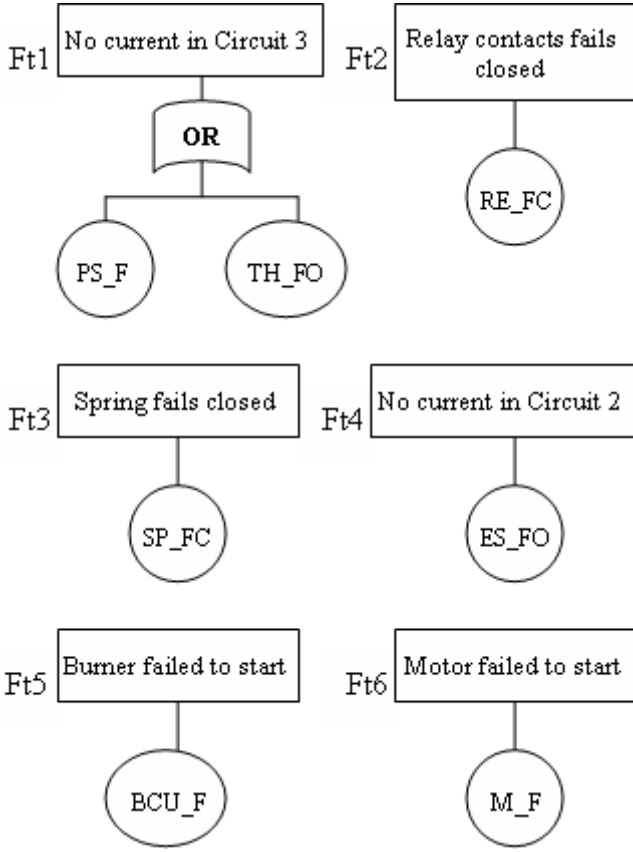 Ft1
No current in Circuit 3
OR
PS_F
TH_FO
Ft2
Relay contacts fails
closed
RE_FC
Ft3
Spring fails closed
SP_FC
Ft4
No current in Circuit 2
ES_FO
Ft5
Burner failed to start
BCU_F
Ft6
Motor failed to start
M_F